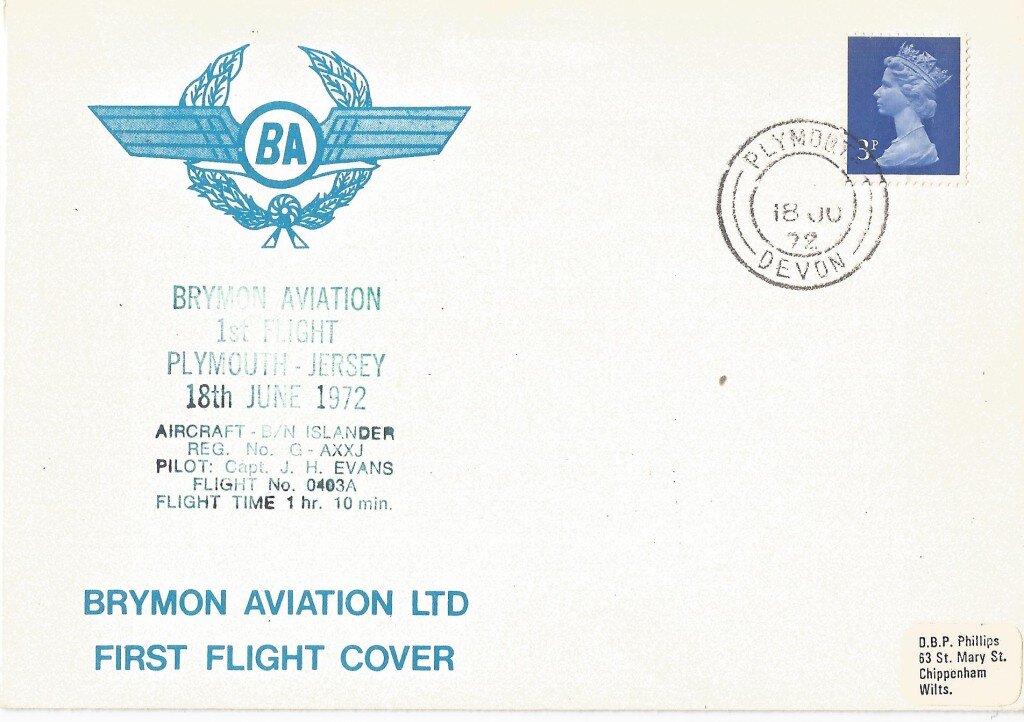 BA
3P
PLYMOUTH
18 JU
72
DEVON
BRYMON AVIATION
1st FLIGHT
PLYMOUTH - JERSEY
18th JUNE 1972
AIRCRAFT - B/N ISLANDER
REG. No. G - AXXJ
PILOT: Capt. J. H. EVANS
FLIGHT No. 0403A
FLIGHT TIME 1 hr. 10 min.
BRYMON AVIATION LTD
FIRST FLIGHT COVER
D.B.P. Phillips
63 St. Mary St.
Chippenham
Wilts.